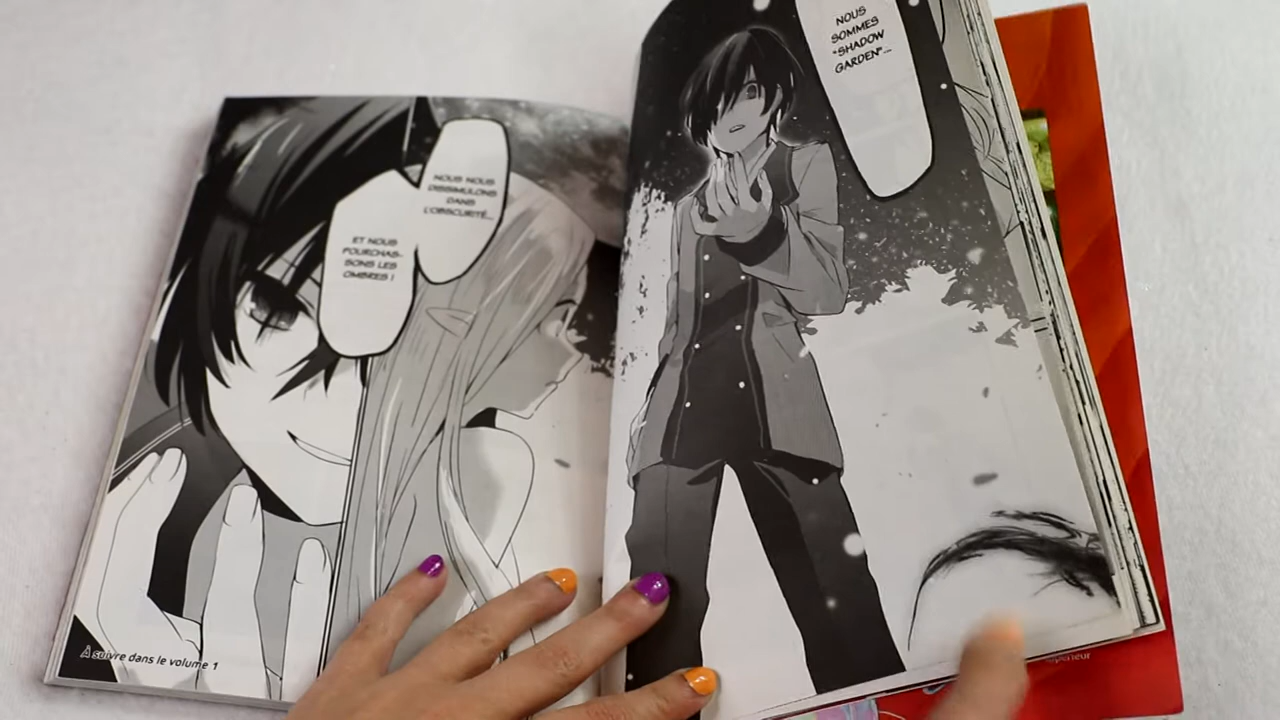 NOUS NOUS
DISSIMULONS
DANS
L'OBSCURITÉ...
ET NOUS
POURCHAS-
SONS LES
OMBRES !
À suivre dans le volume 1
NOUS
SOMMES
"SHADOW
GARDEN"...